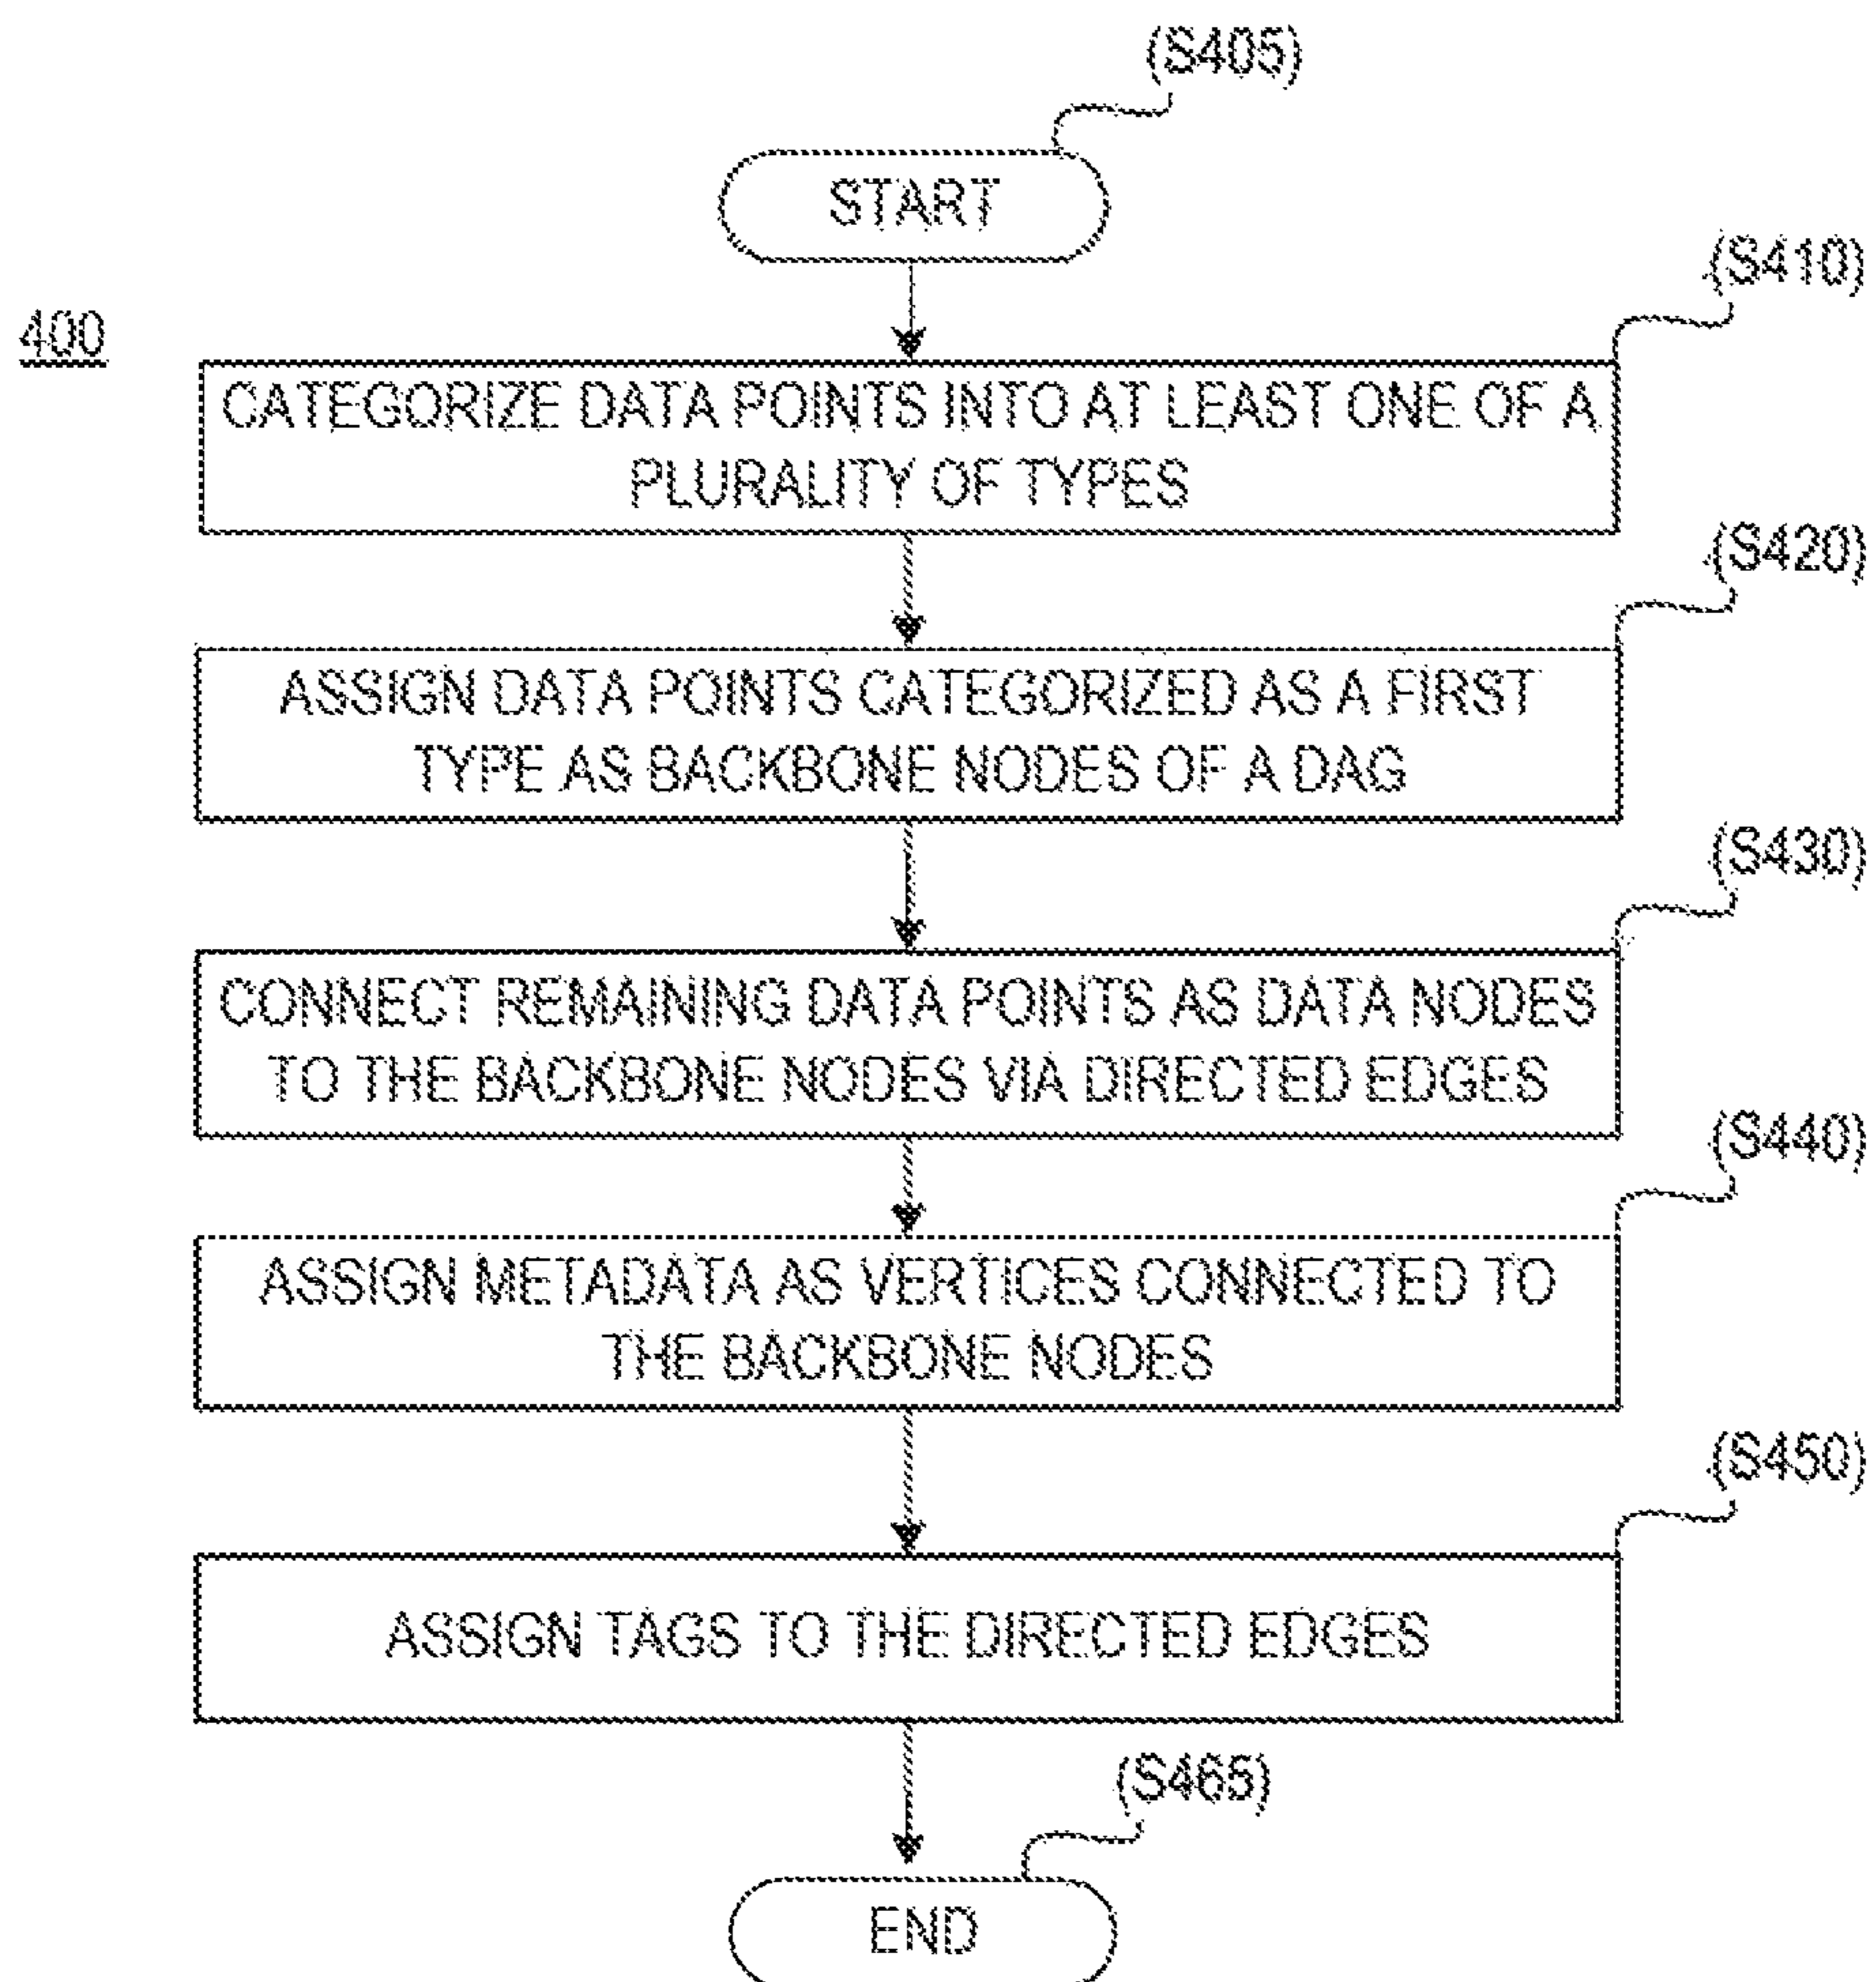 (S405)
START
(S410)
400
CATEGORIZE DATA POINTS INTO AT LEAST ONE OF A
PLURALITY OF TYPES
(S420)
ASSIGN DATA POINTS CATEGORIZED AS A FIRST
TYPE AS BACKBONE NODES OF A DAG
(S430)
CONNECT REMAINING DATA POINTS AS DATA NODES
TO THE BACKBONE NODES VIA DIRECTED EDGES
(S440)
ASSIGN METADATA AS VERTICES CONNECTED TO
THE BACKBONE NODES
(S450)
ASSIGN TAGS TO THE DIRECTED EDGES
(S465)
END